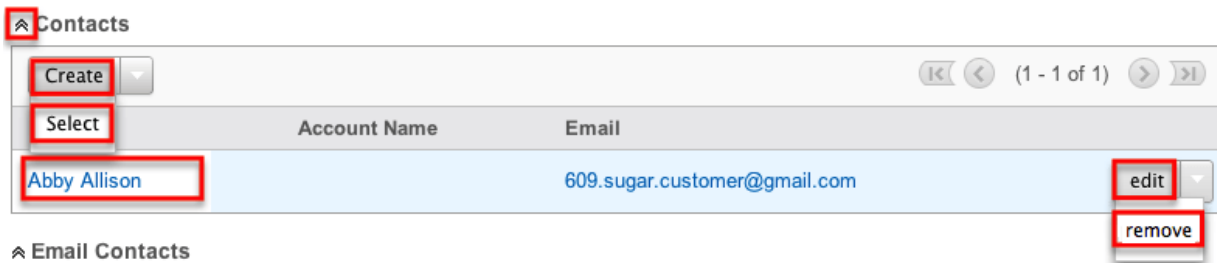 Contacts
Create (1 - 1 of 1)
Select Account Name Email
Abby Allison 609.sugar.customer@gmail.com edit
remove
Email Contacts